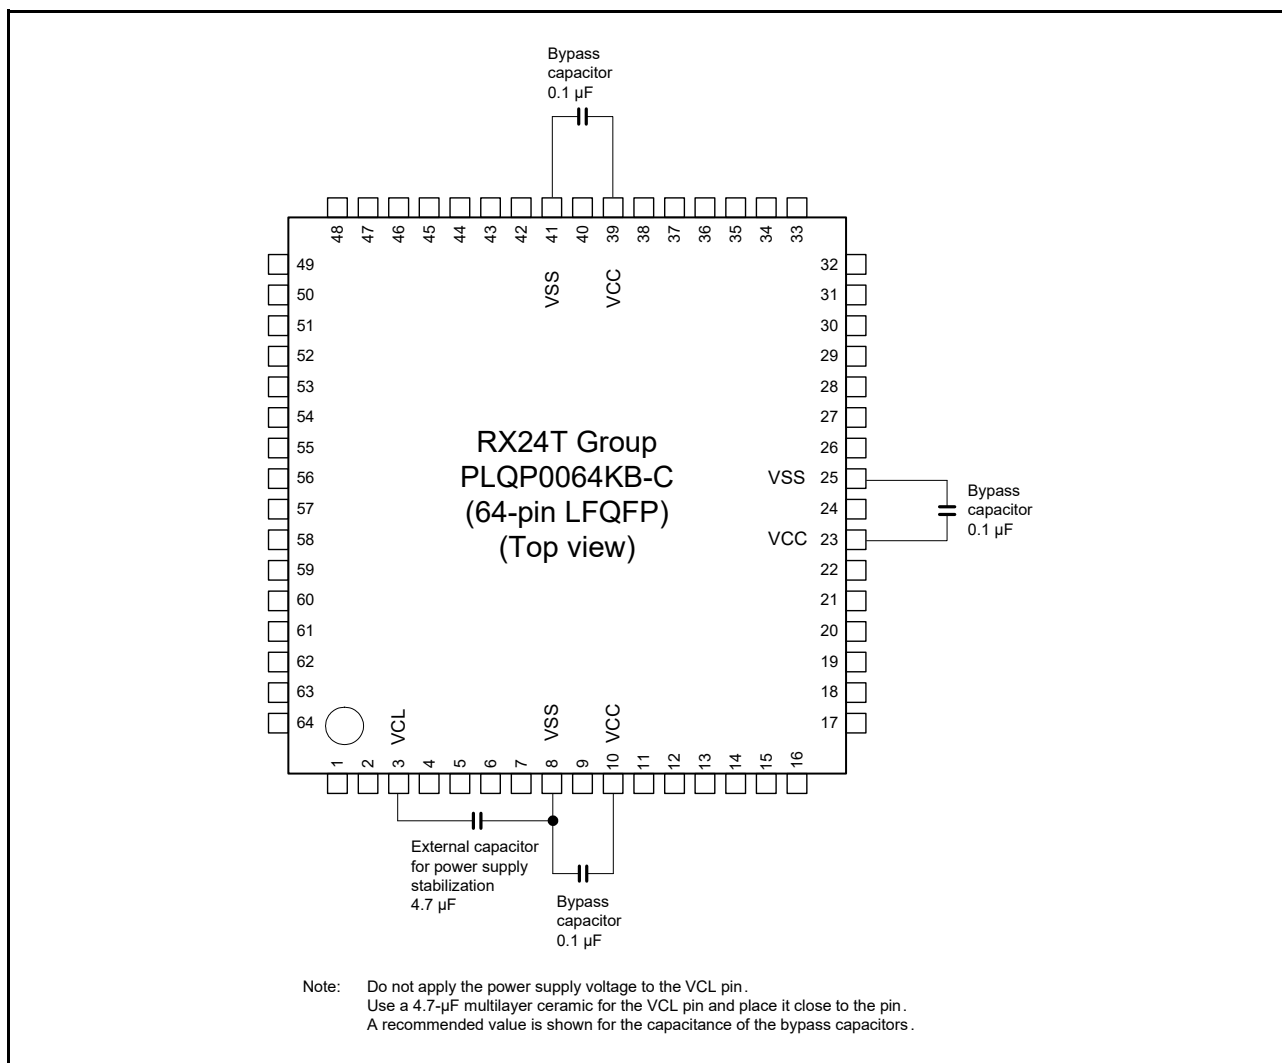 Bypass
capacitor
0.1 µF
48 47 46 45 44 43 42 41 40 39 38 37 36 35 34 33
VSS VCC
49
50
51
52
53
54
55
56
57
58
59
60
61
62
63
64
32
31
30
29
28
27
26
VSS 25
24
VCC 23
22
21
20
19
18
17
RX24T Group
PLQP0064KB-C
(64-pin LFQFP)
(Top view)
Bypass
capacitor
0.1 µF
VCL VSS VCC
1 2 3 4 5 6 7 8 9 10 11 12 13 14 15 16
External capacitor
for power supply
stabilization
4.7 µF
Bypass
capacitor
0.1 µF
Note: Do not apply the power supply voltage to the VCL pin.
Use a 4.7-µF multilayer ceramic for the VCL pin and place it close to the pin.
A recommended value is shown for the capacitance of the bypass capacitors.